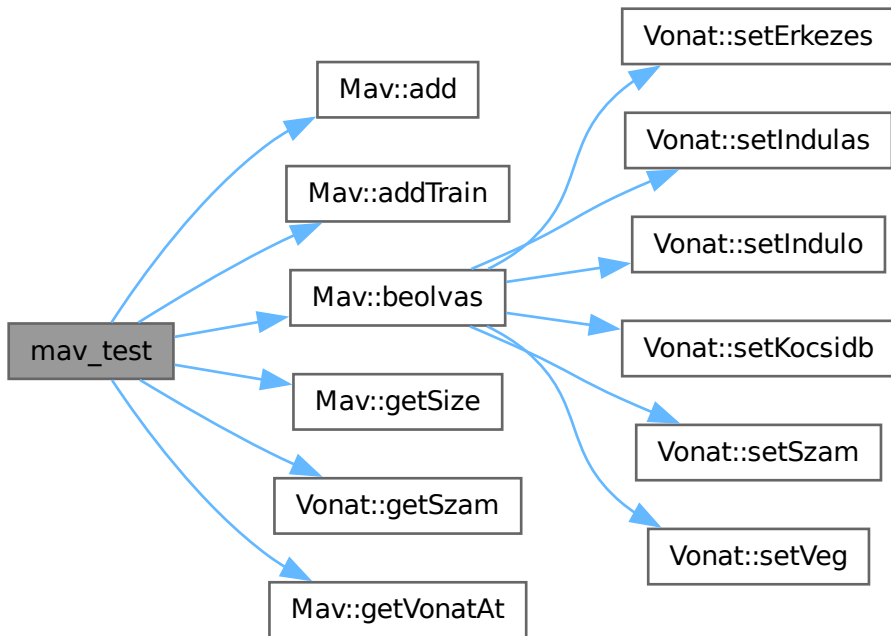 mav_test
Mav::add
Mav::addTrain
Mav::beolvas
Mav::getSize
Vonat::getSzam
Mav::getVonatAt
Vonat::setErkezes
Vonat::setIndulas
Vonat::setIndulo
Vonat::setKocsidb
Vonat::setSzam
Vonat::setVeg